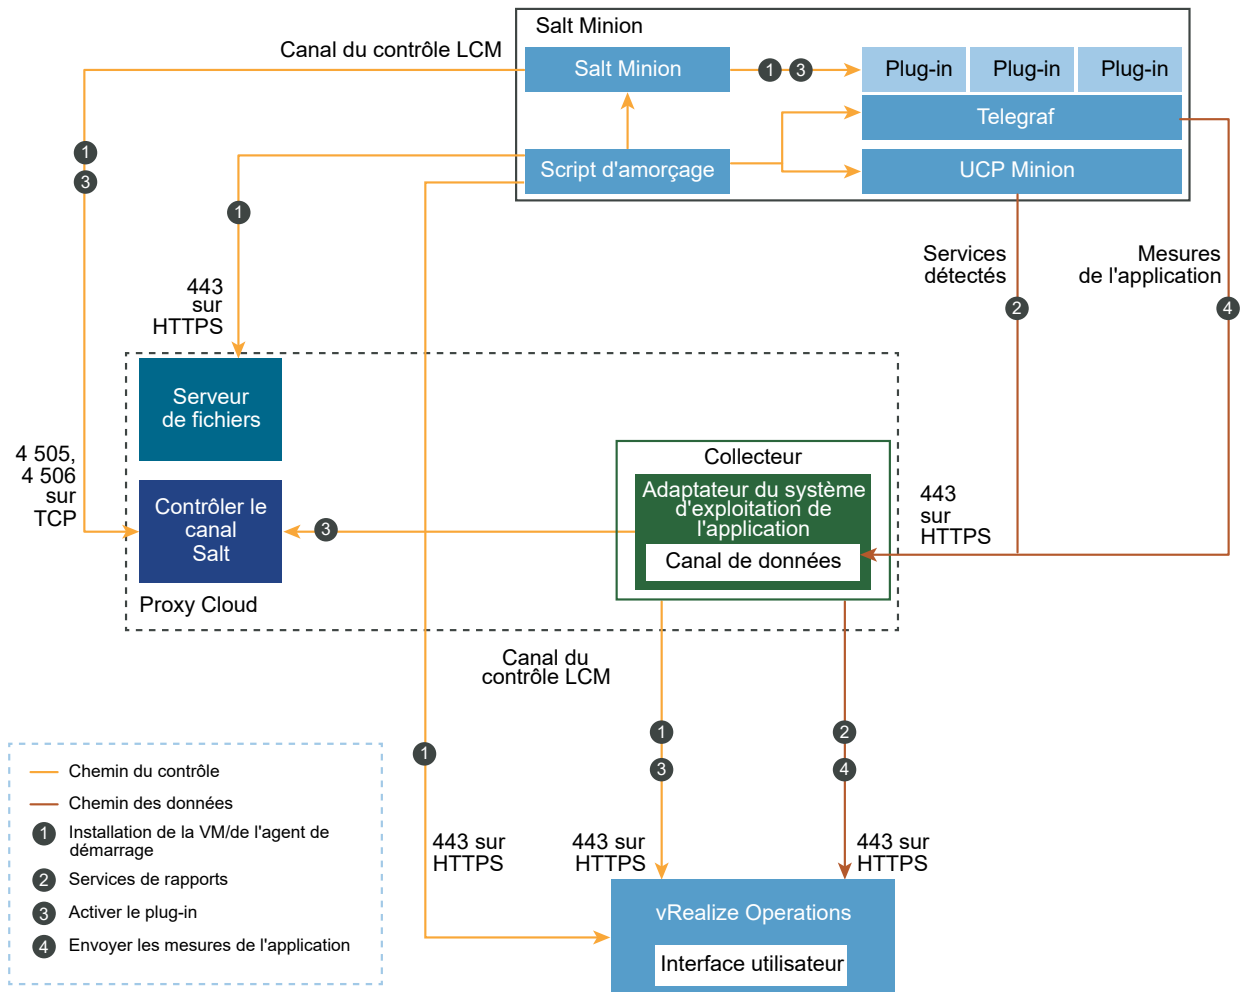 Salt Minion
Canal du contrôle LCM
Salt Minion
1
3
Plug-in
Plug-in
Plug-in
Telegraf
Script d'amorçage
UCP Minion
1
3
1
Services
détectés
Mesures
de l'application
2
4
443
sur
HTTPS
Serveur
de fichiers
4 505,
4 506
sur
TCP
Contrôler le
canal
Salt
3
Collecteur
Adaptateur du système
d'exploitation de
l'application
Canal de données
443
sur
HTTPS
Proxy Cloud
Canal du
contrôle LCM
1
3
2
4
1
443 sur
HTTPS
443 sur
HTTPS
443 sur
HTTPS
vRealize Operations
Interface utilisateur
Chemin du contrôle
Chemin des données
1 Installation de la VM/de l'agent de
démarrage
2 Services de rapports
3 Activer le plug-in
4 Envoyer les mesures de l'application